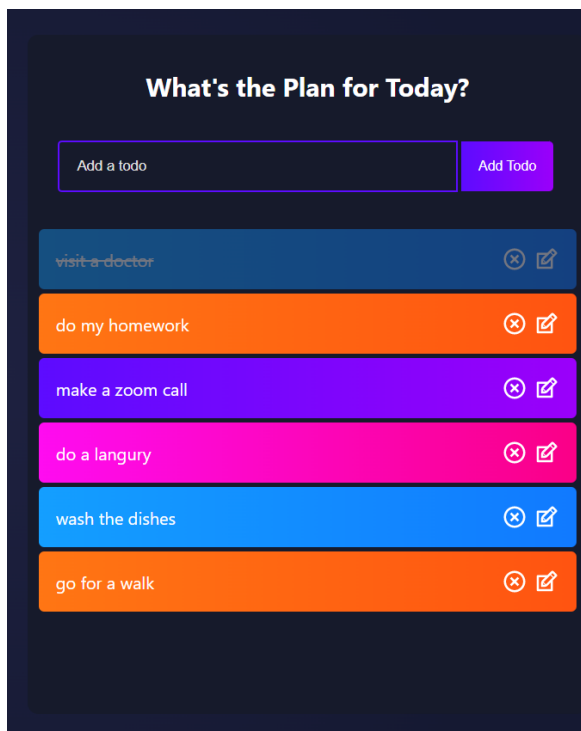 What's the Plan for Today?
Add a todo
Add Todo
visit a doctor
do my homework
make a zoom call
do a langury
wash the dishes
go for a walk